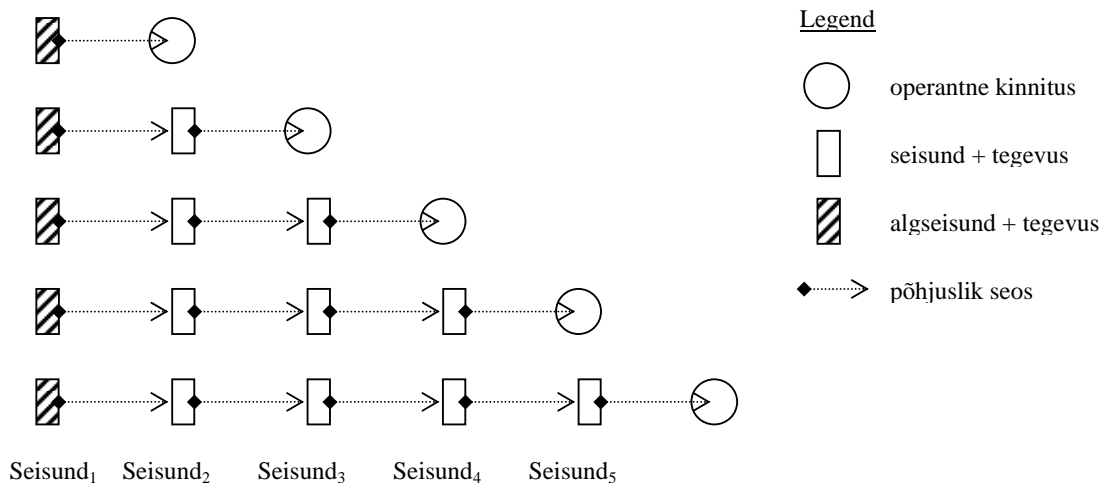 Legend
operantne kinnitus
seisund + tegevus
algseisund + tegevus
põhjuslik seos
Seisund₁ Seisund₂ Seisund₃ Seisund₄ Seisund₅